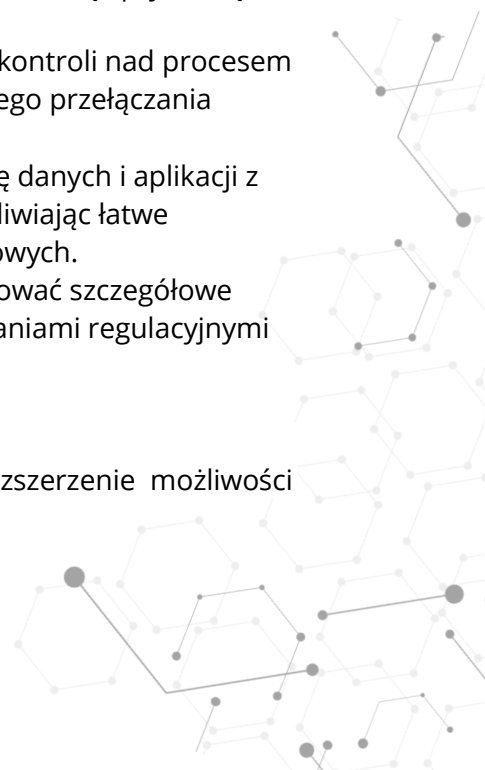 kontroli nad procesem
ego przełączania
ę danych i aplikacji z
liwiając łatwe
owych.
ować szczegółowe
aniami regulacyjnymi
zszerzenie możliwości